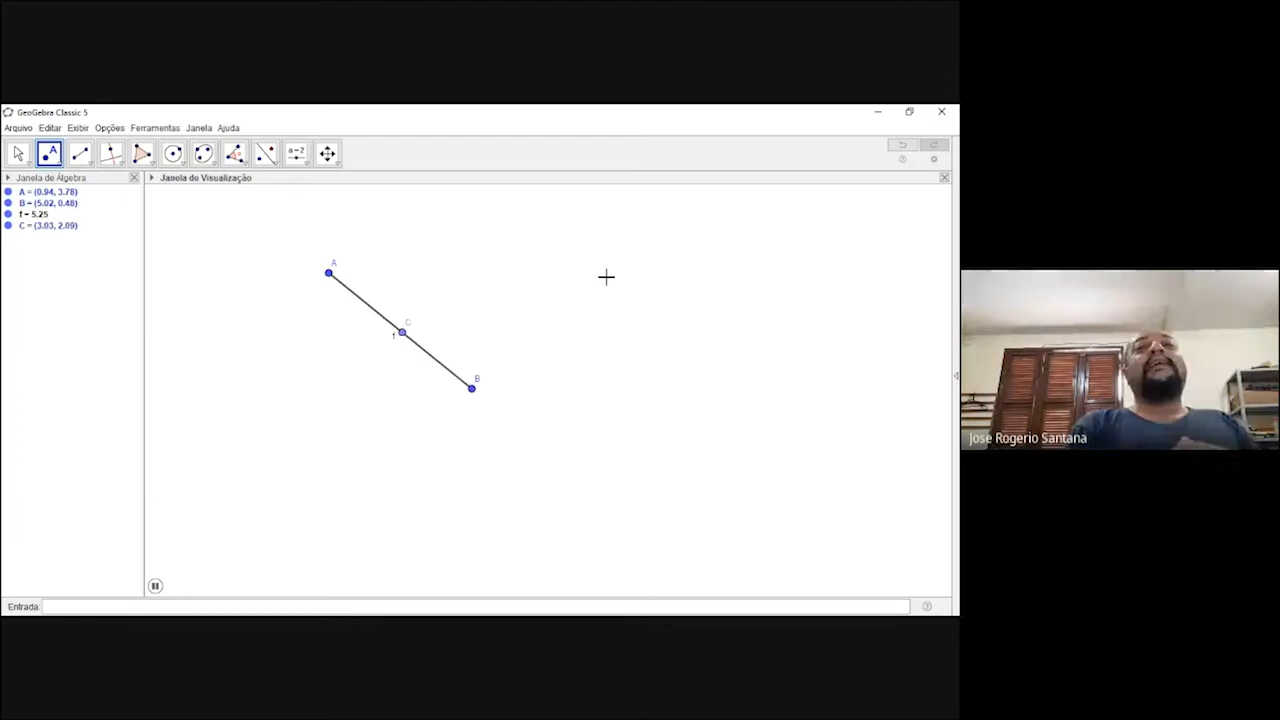 GeoGebra Classic 5
Arquivo Editar Exibir Opções Ferramentas Janela Ajuda
A
a=2
Janela de Álgebra
Janela de Visualização
A = (0.94, 3.78)
B = (5.02, 0.48)
f = 5.25
C = (3.03, 2.09)
A
C
f
B
Jose Rogerio Santana
Entrada: